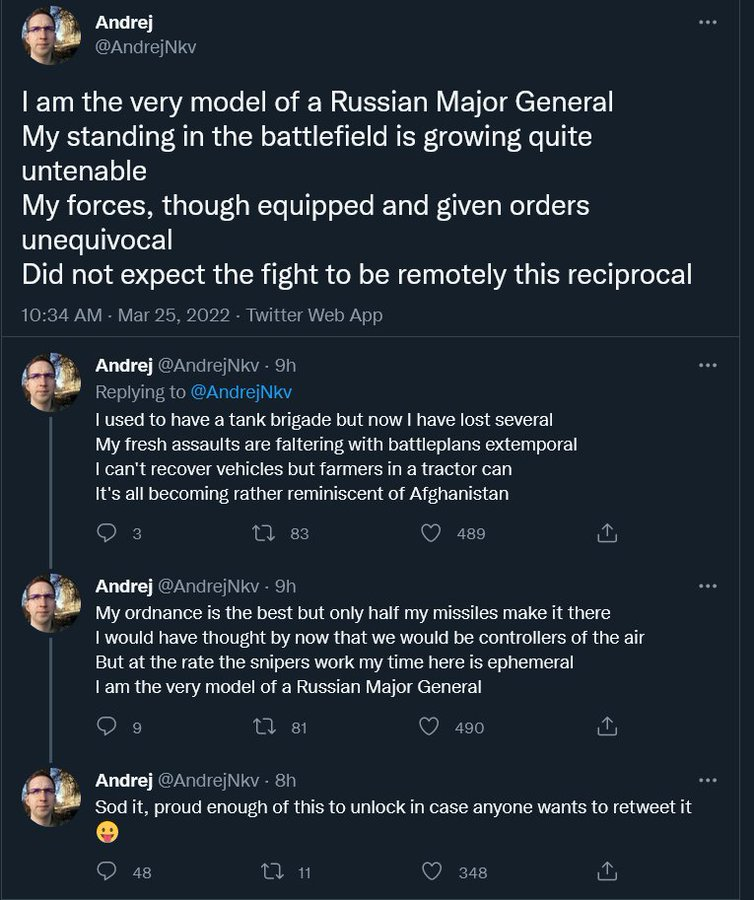 Andrej
@AndrejNkv
I am the very model of a Russian Major General
My standing in the battlefield is growing quite
untenable
My forces, though equipped and given orders
unequivocal
Did not expect the fight to be remotely this reciprocal
10:34 AM · Mar 25, 2022 · Twitter Web App
Andrej @AndrejNkv · 9h
Replying to @AndrejNkv
I used to have a tank brigade but now I have lost several
My fresh assaults are faltering with battleplans extemporal
I can't recover vehicles but farmers in a tractor can
It's all becoming rather reminiscent of Afghanistan
3 83 489
Andrej @AndrejNkv · 9h
My ordnance is the best but only half my missiles make it there
I would have thought by now that we would be controllers of the air
But at the rate the snipers work my time here is ephemeral
I am the very model of a Russian Major General
9 81 490
Andrej @AndrejNkv · 8h
Sod it, proud enough of this to unlock in case anyone wants to retweet it
😛
48 11 348